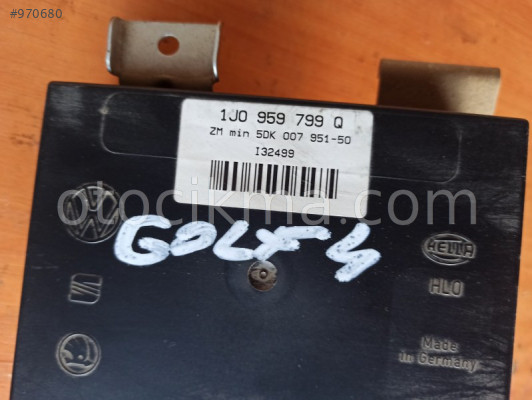 #970680
1J0 959 799 Q
ZM min 5DK 007 951-50
I32499
otocikma.com
GOLF 4
HELLA
HLO
Made
in Germany